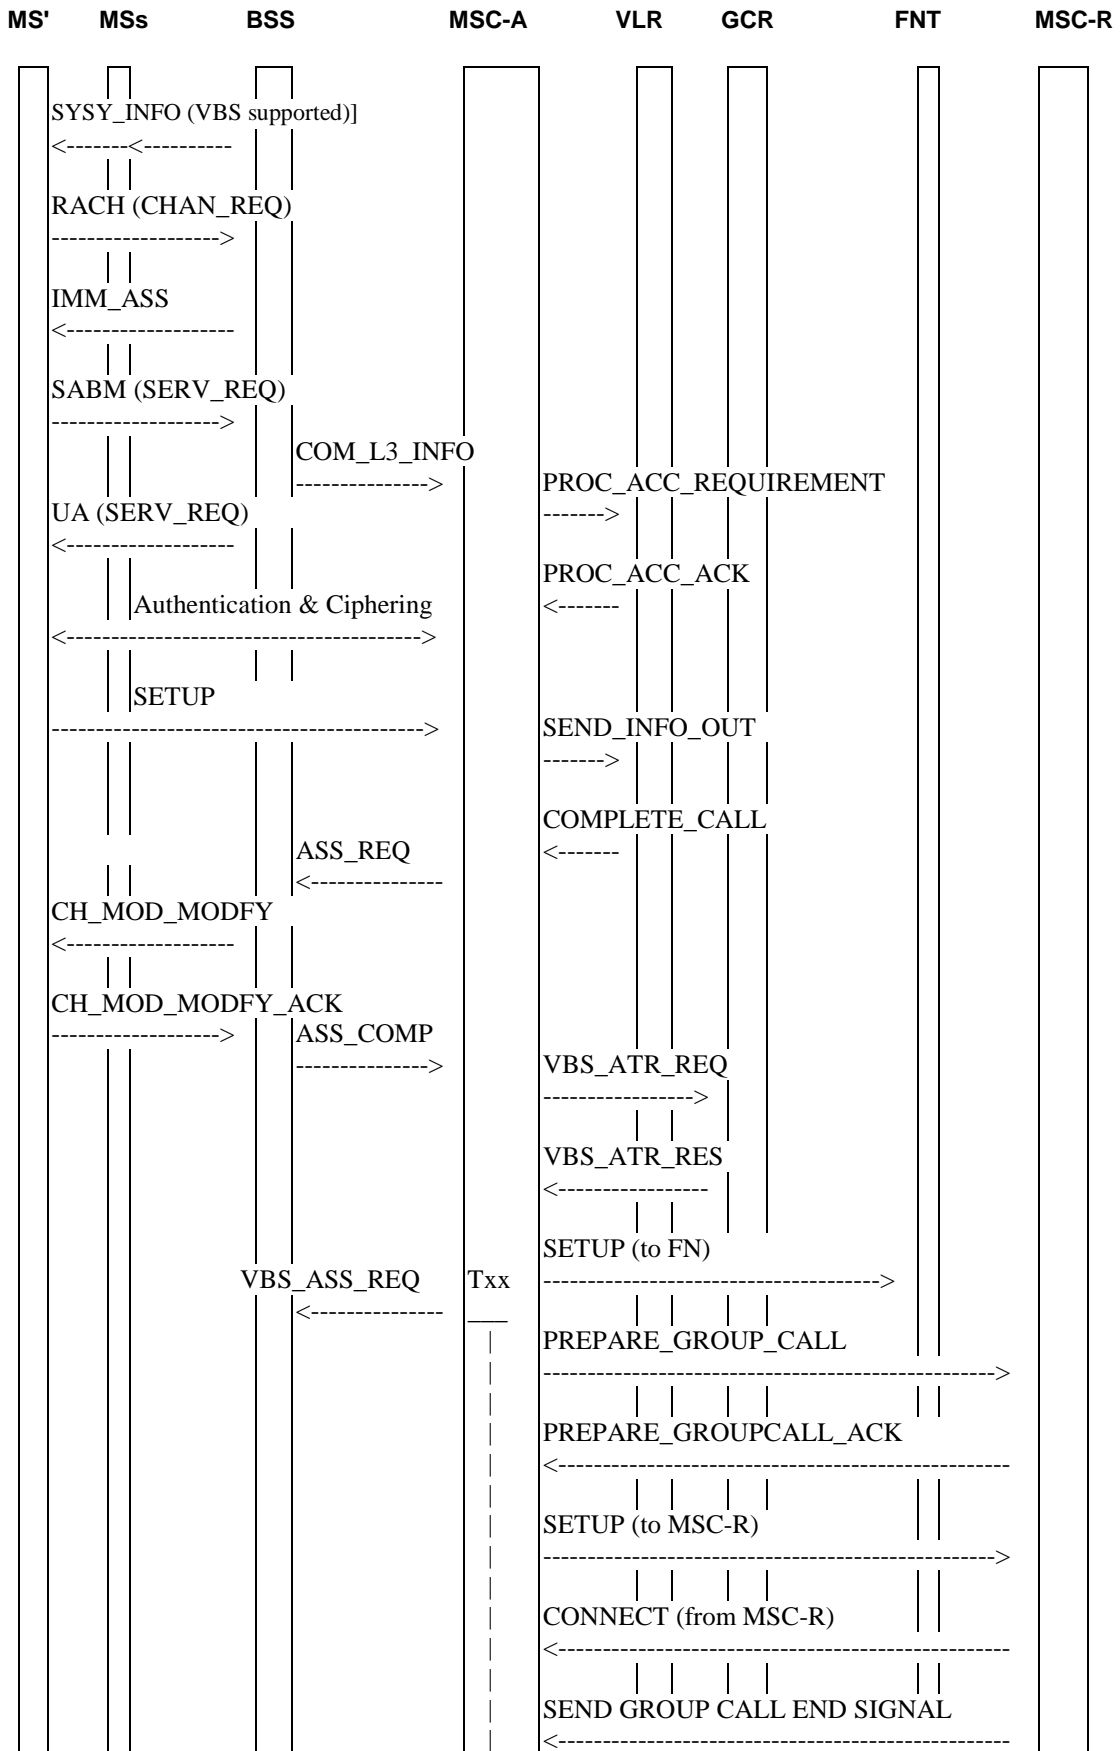 MS' MSs BSS MSC-A VLR GCR FNT MSC-R
SYSY_INFO (VBS supported)]
<-------<----------
RACH (CHAN_REQ)
------------------->
IMM_ASS
<-------------------
SABM (SERV_REQ)
------------------->
COM_L3_INFO
---------------> PROC_ACC_REQUIREMENT
UA (SERV_REQ) ------->
<-------------------
PROC_ACC_ACK
Authentication & Ciphering <-------
<---------------------------------------->
SETUP
------------------------------------------> SEND_INFO_OUT
------->
COMPLETE_CALL
ASS_REQ <-------
<---------------
CH_MOD_MODFY
<-------------------
CH_MOD_MODFY_ACK
-------------------> ASS_COMP
---------------> VBS_ATR_REQ
----------------->
VBS_ATR_RES
<-----------------
SETUP (to FN)
VBS_ASS_REQ Txx -------------------------------------->
<--------------- ___
PREPARE_GROUP_CALL
--------------------------------------------------->
PREPARE_GROUPCALL_ACK
<---------------------------------------------------
SETUP (to MSC-R)
--------------------------------------------------->
CONNECT (from MSC-R)
<---------------------------------------------------
SEND GROUP CALL END SIGNAL
<---------------------------------------------------